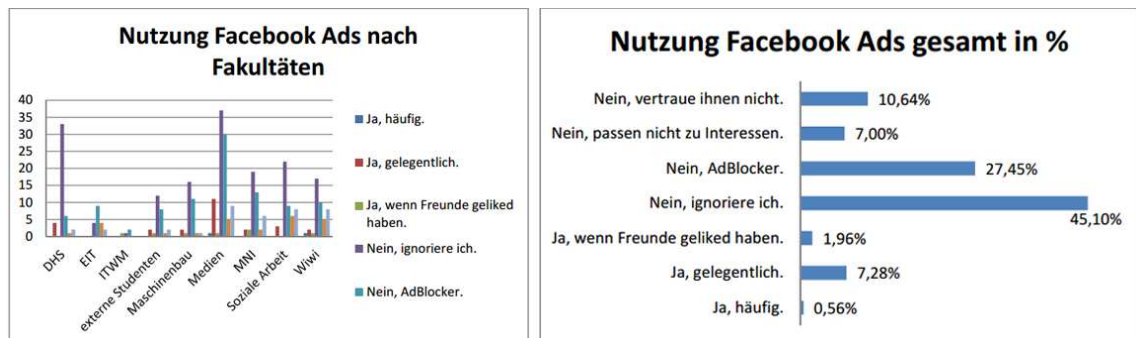 Nutzung Facebook Ads nach
Fakultäten
40
35
30
25
20
15
10
5
0
DHS
EIT
ITWM
externe Studenten
Maschinenbau
Medien
MNI
Soziale Arbeit
Wiwi
Ja, häufig.
Ja, gelegentlich.
Ja, wenn Freunde geliked
haben.
Nein, ignoriere ich.
Nein, AdBlocker.
Nutzung Facebook Ads gesamt in %
Nein, vertraue ihnen nicht.
10,64%
Nein, passen nicht zu Interessen.
7,00%
Nein, AdBlocker.
27,45%
Nein, ignoriere ich.
45,10%
Ja, wenn Freunde geliked haben.
1,96%
Ja, gelegentlich.
7,28%
Ja, häufig.
0,56%